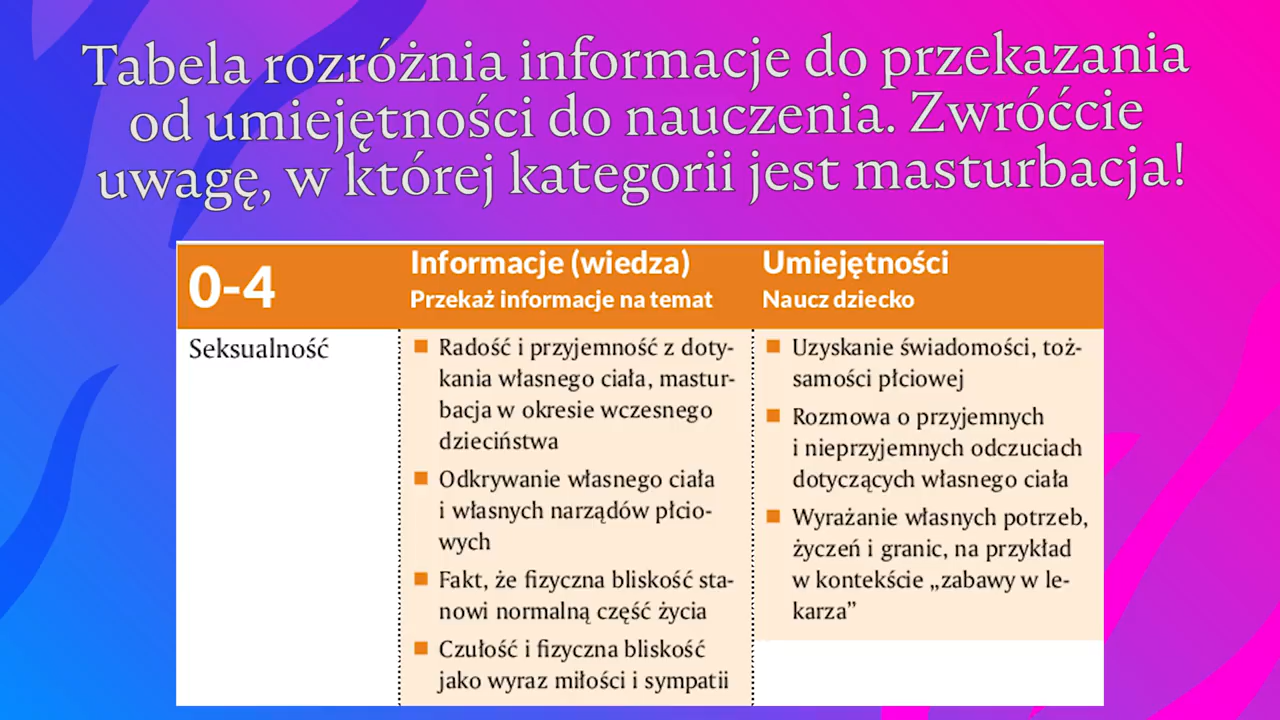 Tabela rozróżnia informacje do przekazania
od umiejętności do nauczenia. Zwróćcie
uwagę, w której kategorii jest masturbacja!
0-4
Informacje (wiedza)
Przekaż informacje na temat
Umiejętności
Naucz dziecko
Seksualność
Radość i przyjemność z doty-
kania własnego ciała, mastur-
bacja w okresie wczesnego
dzieciństwa
Odkrywanie własnego ciała
i własnych narządów płcio-
wych
Fakt, że fizyczna bliskość sta-
nowi normalną część życia
Czułość i fizyczna bliskość
jako wyraz miłości i sympatii
Uzyskanie świadomości, toż-
samości płciowej
Rozmowa o przyjemnych
i nieprzyjemnych odczuciach
dotyczących własnego ciała
Wyrażanie własnych potrzeb,
życzeń i granic, na przykład
w kontekście „zabawy w le-
karza”